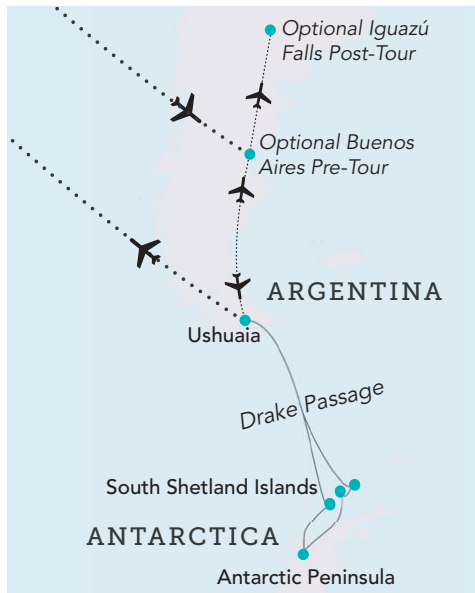 Optional Iguazú
Falls Post-Tour
Optional Buenos
Aires Pre-Tour
ARGENTINA
Ushuaia
Drake Passage
South Shetland Islands
ANTARCTICA
Antarctic Peninsula